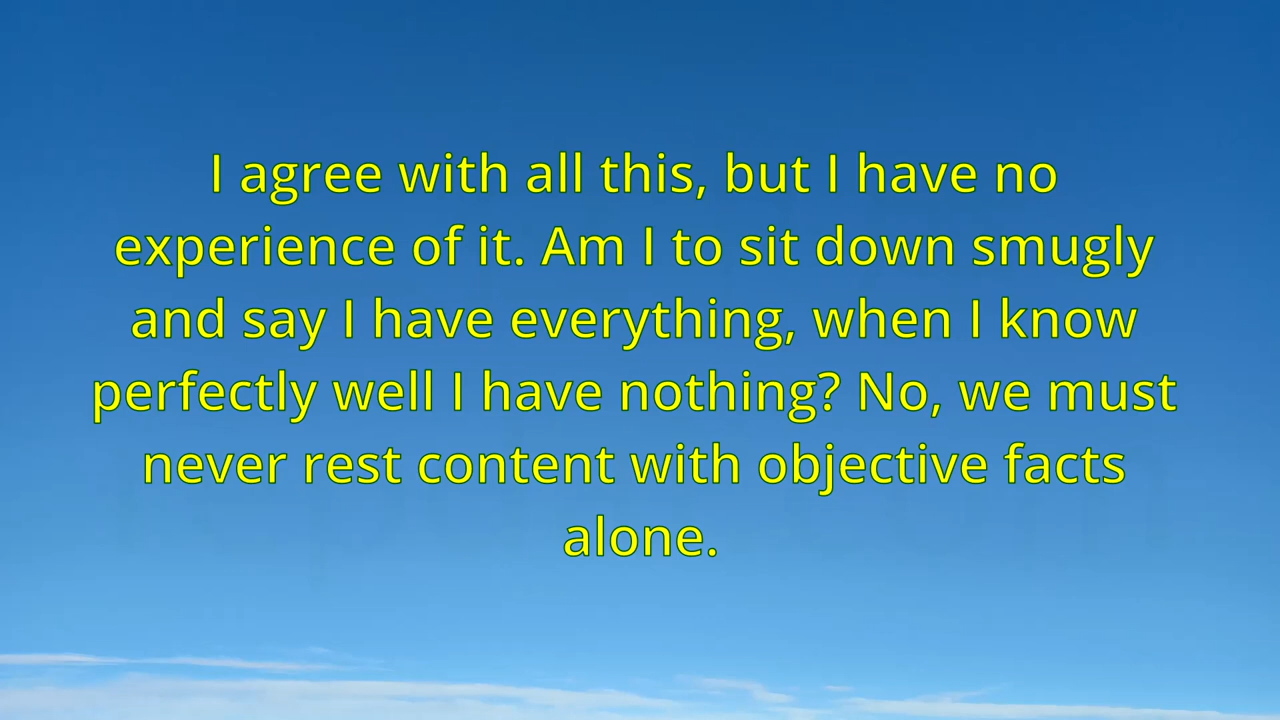 I agree with all this, but I have no
experience of it. Am I to sit down smugly
and say I have everything, when I know
perfectly well I have nothing? No, we must
never rest content with objective facts
alone.